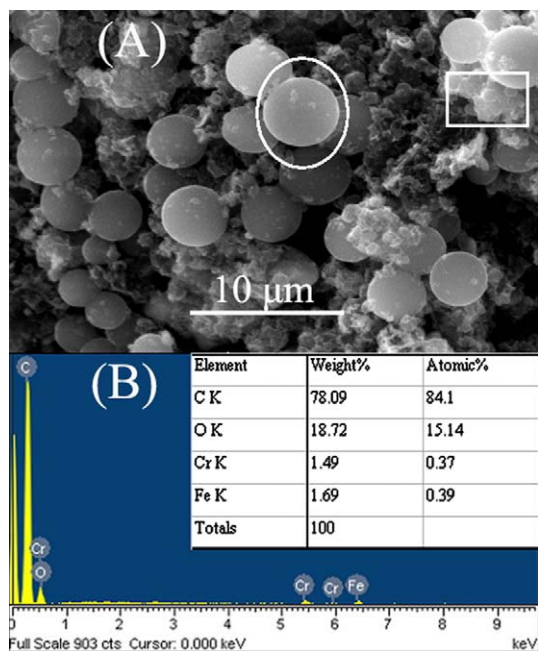 (A)
10 μm
(B)
Element Weight% Atomic%
C K 78.09 84.1
O K 18.72 15.14
Cr K 1.49 0.37
Fe K 1.69 0.39
Totals 100
C
Cr
O
Cr Cr Fe
0 1 2 3 4 5 6 7 8 9
Full Scale 903 cts Cursor: 0.000 keV keV